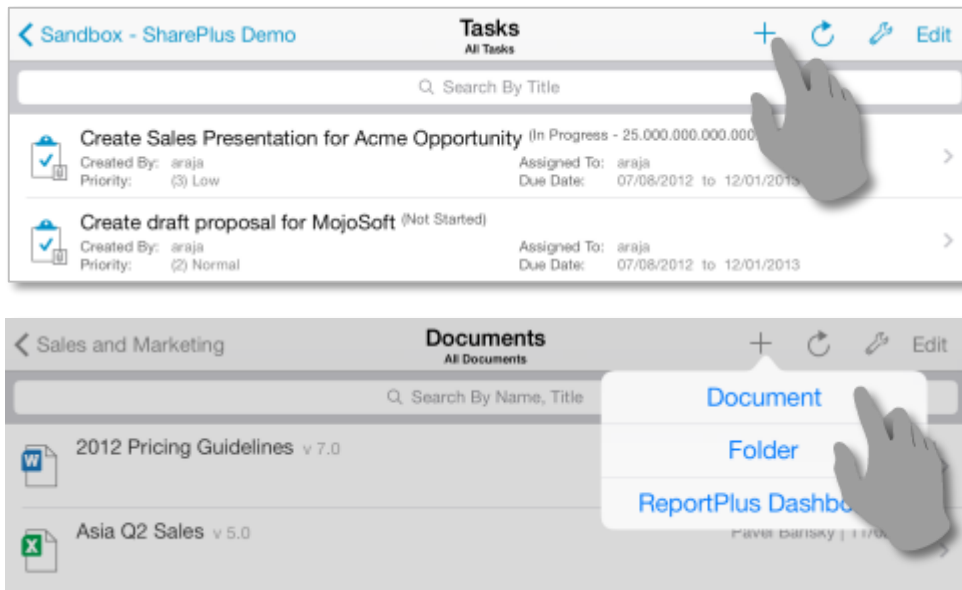 Sandbox - SharePlus Demo Tasks Edit
All Tasks
Search By Title
Create Sales Presentation for Acme Opportunity (In Progress - 25.000.000.000.000
Created By: araja Assigned To: araja
Priority: (3) Low Due Date: 07/08/2012 to 12/01/2013
Create draft proposal for MojoSoft (Not Started)
Created By: araja Assigned To: araja
Priority: (2) Normal Due Date: 07/08/2012 to 12/01/2013
Sales and Marketing Documents Edit
All Documents
Search By Name, Title
Document
2012 Pricing Guidelines v 7.0
Folder
ReportPlus Dashbo
Asia Q2 Sales v 5.0 Pavel Bansky |